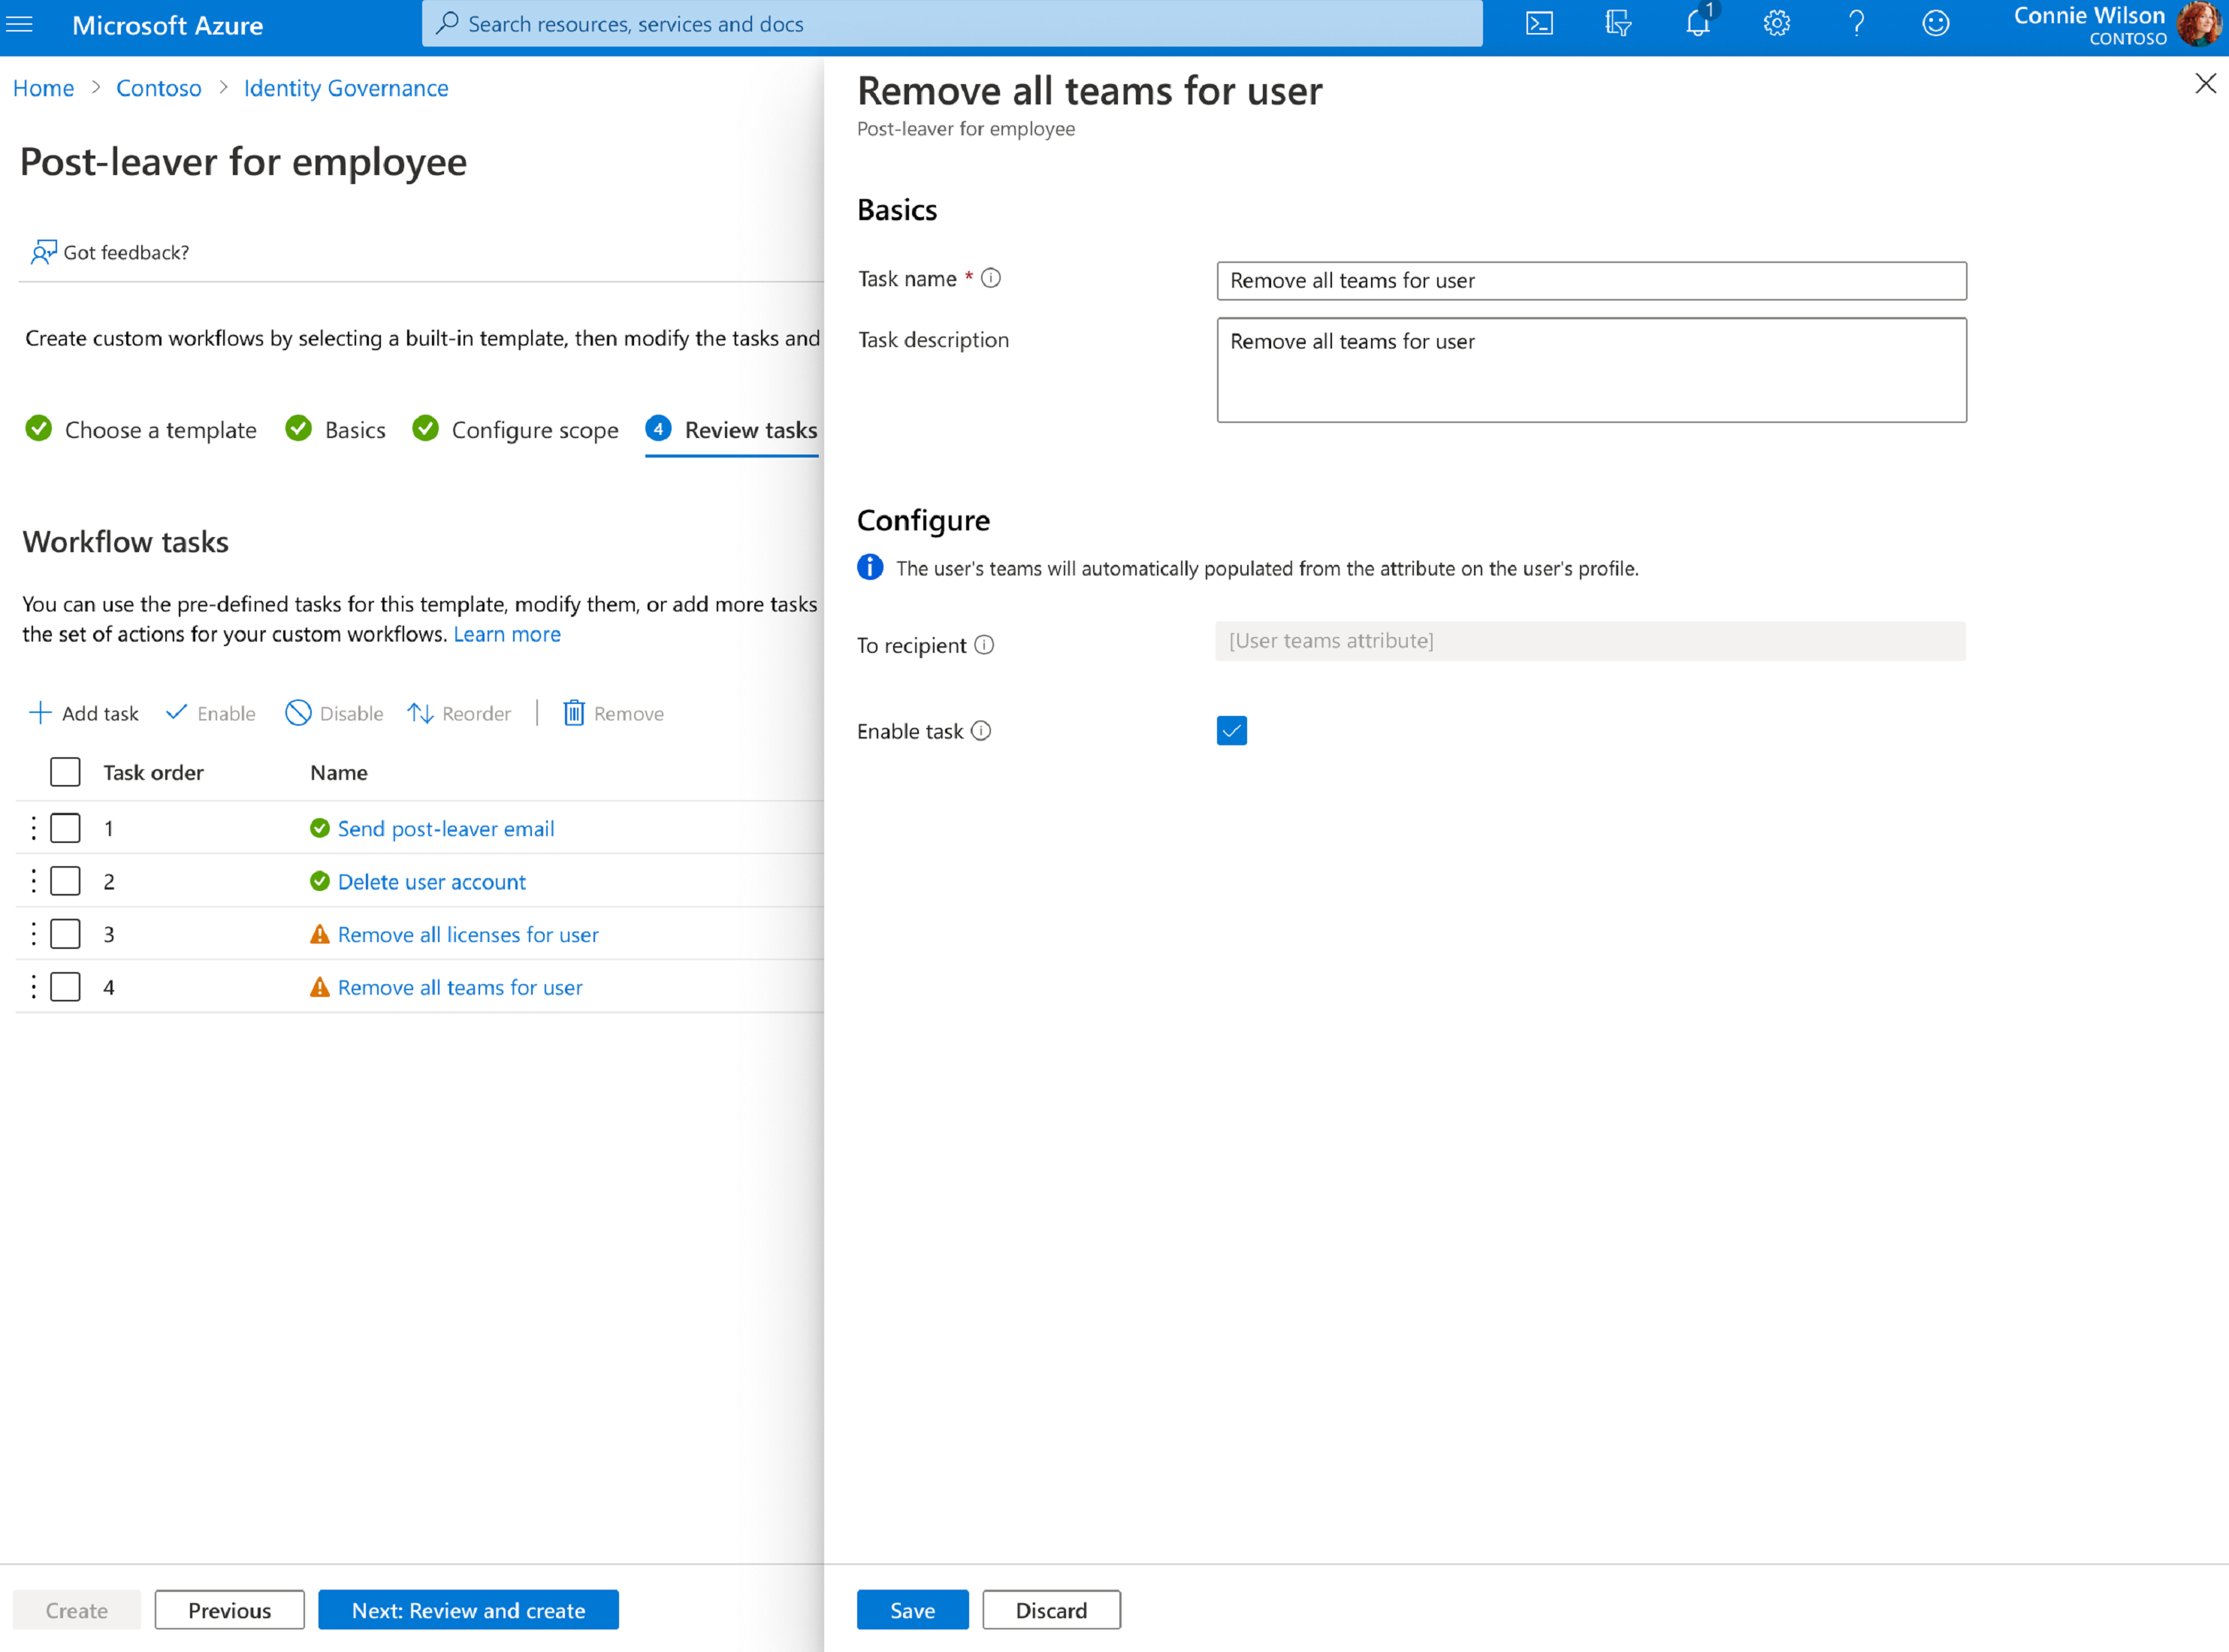 Microsoft Azure
Search resources, services and docs
1
Connie Wilson
CONTOSO
Home > Contoso > Identity Governance
Post-leaver for employee
Got feedback?
Create custom workflows by selecting a built-in template, then modify the tasks and
Choose a template
Basics
Configure scope
4 Review tasks
Workflow tasks
You can use the pre-defined tasks for this template, modify them, or add more tasks
the set of actions for your custom workflows. Learn more
Add task
Enable
Disable
Reorder
Remove
Task order Name
1 Send post-leaver email
2 Delete user account
3 Remove all licenses for user
4 Remove all teams for user
Create
Previous
Next: Review and create
Remove all teams for user
Post-leaver for employee
Basics
Task name * Remove all teams for user
Task description Remove all teams for user
Configure
The user's teams will automatically populated from the attribute on the user's profile.
To recipient [User teams attribute]
Enable task
Save
Discard